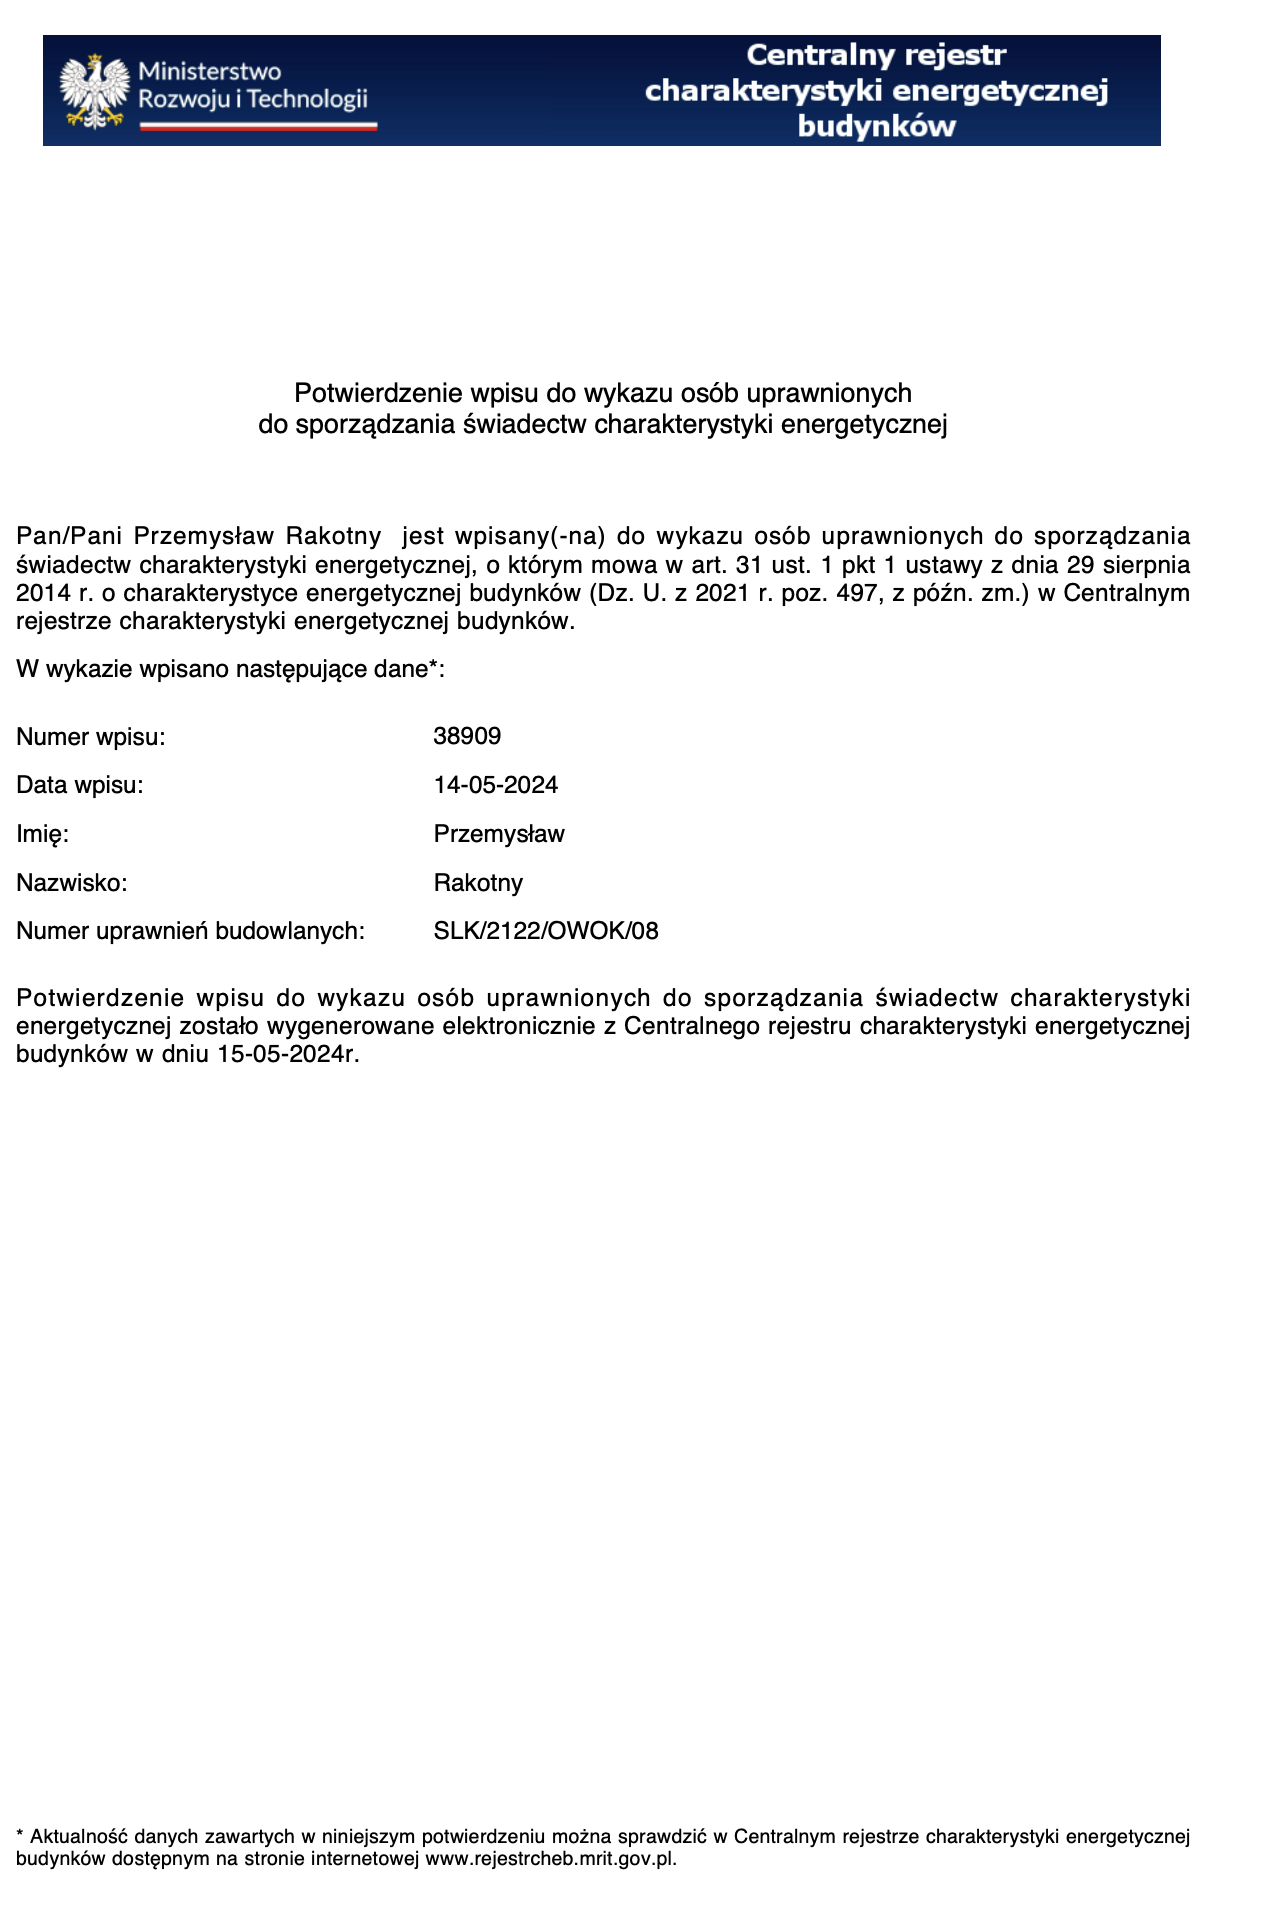 Ministerstwo
Rozwoju i Technologii
Centralny rejestr
charakterystyki energetycznej
budynków
Potwierdzenie wpisu do wykazu osób uprawnionych
do sporządzania świadectw charakterystyki energetycznej
Pan/Pani Przemysław Rakotny jest wpisany(-na) do wykazu osób uprawnionych do sporządzania
świadectw charakterystyki energetycznej, o którym mowa w art. 31 ust. 1 pkt 1 ustawy z dnia 29 sierpnia
2014 r. o charakterystyce energetycznej budynków (Dz. U. z 2021 r. poz. 497, z późn. zm.) w Centralnym
rejestrze charakterystyki energetycznej budynków.
W wykazie wpisano następujące dane*:
Numer wpisu: 38909
Data wpisu: 14-05-2024
Imię: Przemysław
Nazwisko: Rakotny
Numer uprawnień budowlanych: SLK/2122/OWOK/08
Potwierdzenie wpisu do wykazu osób uprawnionych do sporządzania świadectw charakterystyki
energetycznej zostało wygenerowane elektronicznie z Centralnego rejestru charakterystyki energetycznej
budynków w dniu 15-05-2024r.
* Aktualność danych zawartych w niniejszym potwierdzeniu można sprawdzić w Centralnym rejestrze charakterystyki energetycznej
budynków dostępnym na stronie internetowej www.rejestrcheb.mrit.gov.pl.